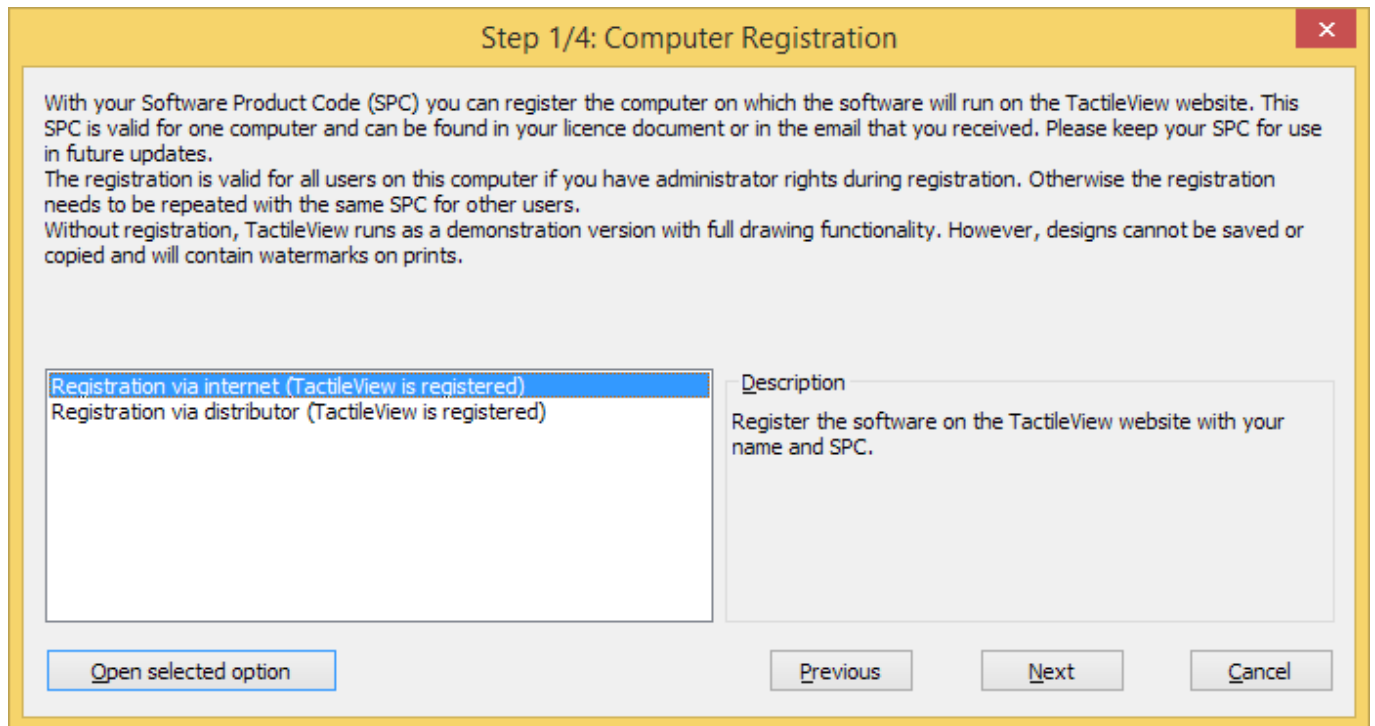 Step 1/4: Computer Registration
With your Software Product Code (SPC) you can register the computer on which the software will run on the TactileView website. This
SPC is valid for one computer and can be found in your licence document or in the email that you received. Please keep your SPC for use
in future updates.
The registration is valid for all users on this computer if you have administrator rights during registration. Otherwise the registration
needs to be repeated with the same SPC for other users.
Without registration, TactileView runs as a demonstration version with full drawing functionality. However, designs cannot be saved or
copied and will contain watermarks on prints.
Registration via internet (TactileView is registered)
Registration via distributor (TactileView is registered)
Description
Register the software on the TactileView website with your
name and SPC.
Open selected option
Previous
Next
Cancel